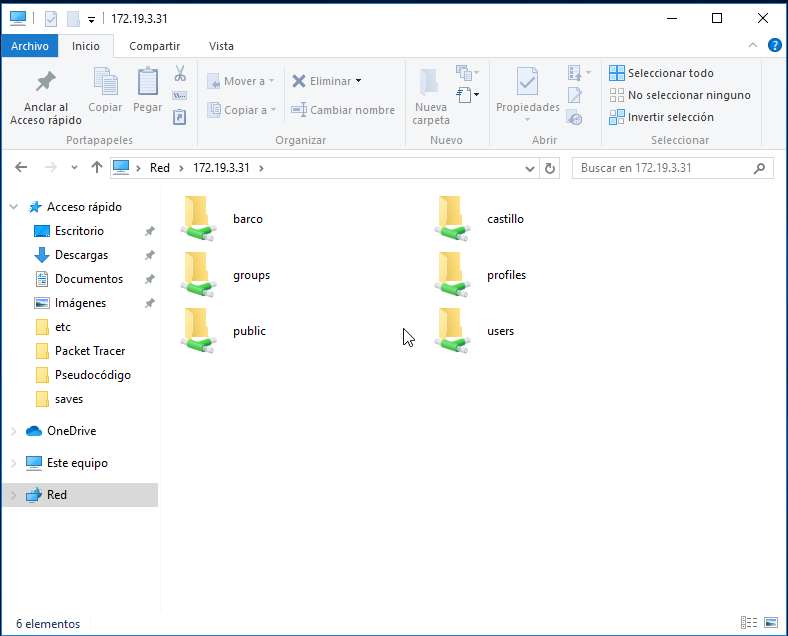 172.19.3.31
Archivo Inicio Compartir Vista
Anclar al
Acceso rápido
Copiar
Pegar
Portapapeles
Mover a
Copiar a
Eliminar
Cambiar nombre
Organizar
Nueva
carpeta
Nuevo
Propiedades
Abrir
Seleccionar todo
No seleccionar ninguno
Invertir selección
Seleccionar
Red 172.19.3.31
Buscar en 172.19.3.31
Acceso rápido
Escritorio
Descargas
Documentos
Imágenes
etc
Packet Tracer
Pseudocódigo
saves
OneDrive
Este equipo
Red
barco
castillo
groups
profiles
public
users
6 elementos